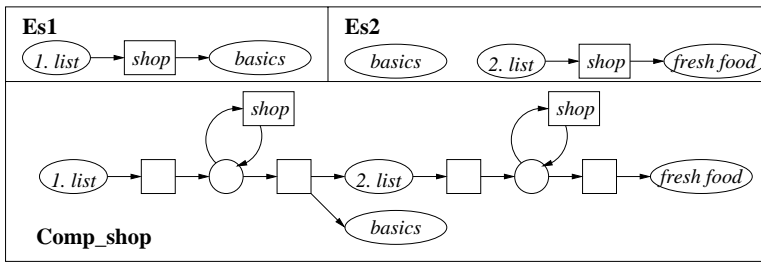 Es1
1. list
shop
basics
Es2
basics
2. list
shop
fresh food
shop
shop
1. list
2. list
fresh food
basics
Comp_shop